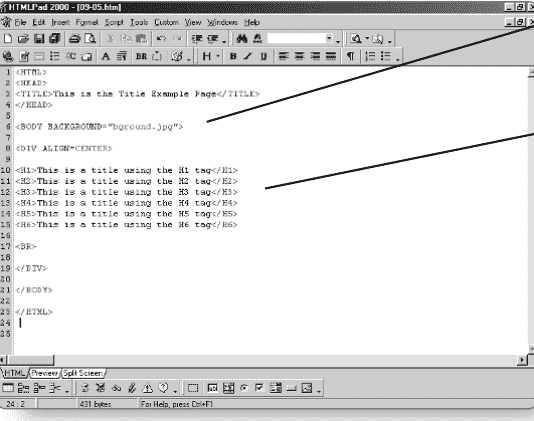 HTMLPad 2000 - [09-05.htm]
File Edit Insert Format Script Tools Custom View Windows Help
H BR B I U ¶
1 <HTML>
2 <HEAD>
3 <TITLE>This is the Title Example Page</TITLE>
4 </HEAD>
5
6 <BODY BACKGROUND="bground.jpg">
7
8 <DIV ALIGN=CENTER>
9
10 <H1>This is a title using the H1 tag</H1>
11 <H2>This is a title using the H2 tag</H2>
12 <H3>This is a title using the H3 tag</H3>
13 <H4>This is a title using the H4 tag</H4>
14 <H5>This is a title using the H5 tag</H5>
15 <H6>This is a title using the H6 tag</H6>
16
17 <BR>
18
19 </DIV>
20
21 </BODY>
22
23 </HTML>
24
25
HTML Preview Split Screen
24 : 2 431 bytes For Help, press Ctrl+F1